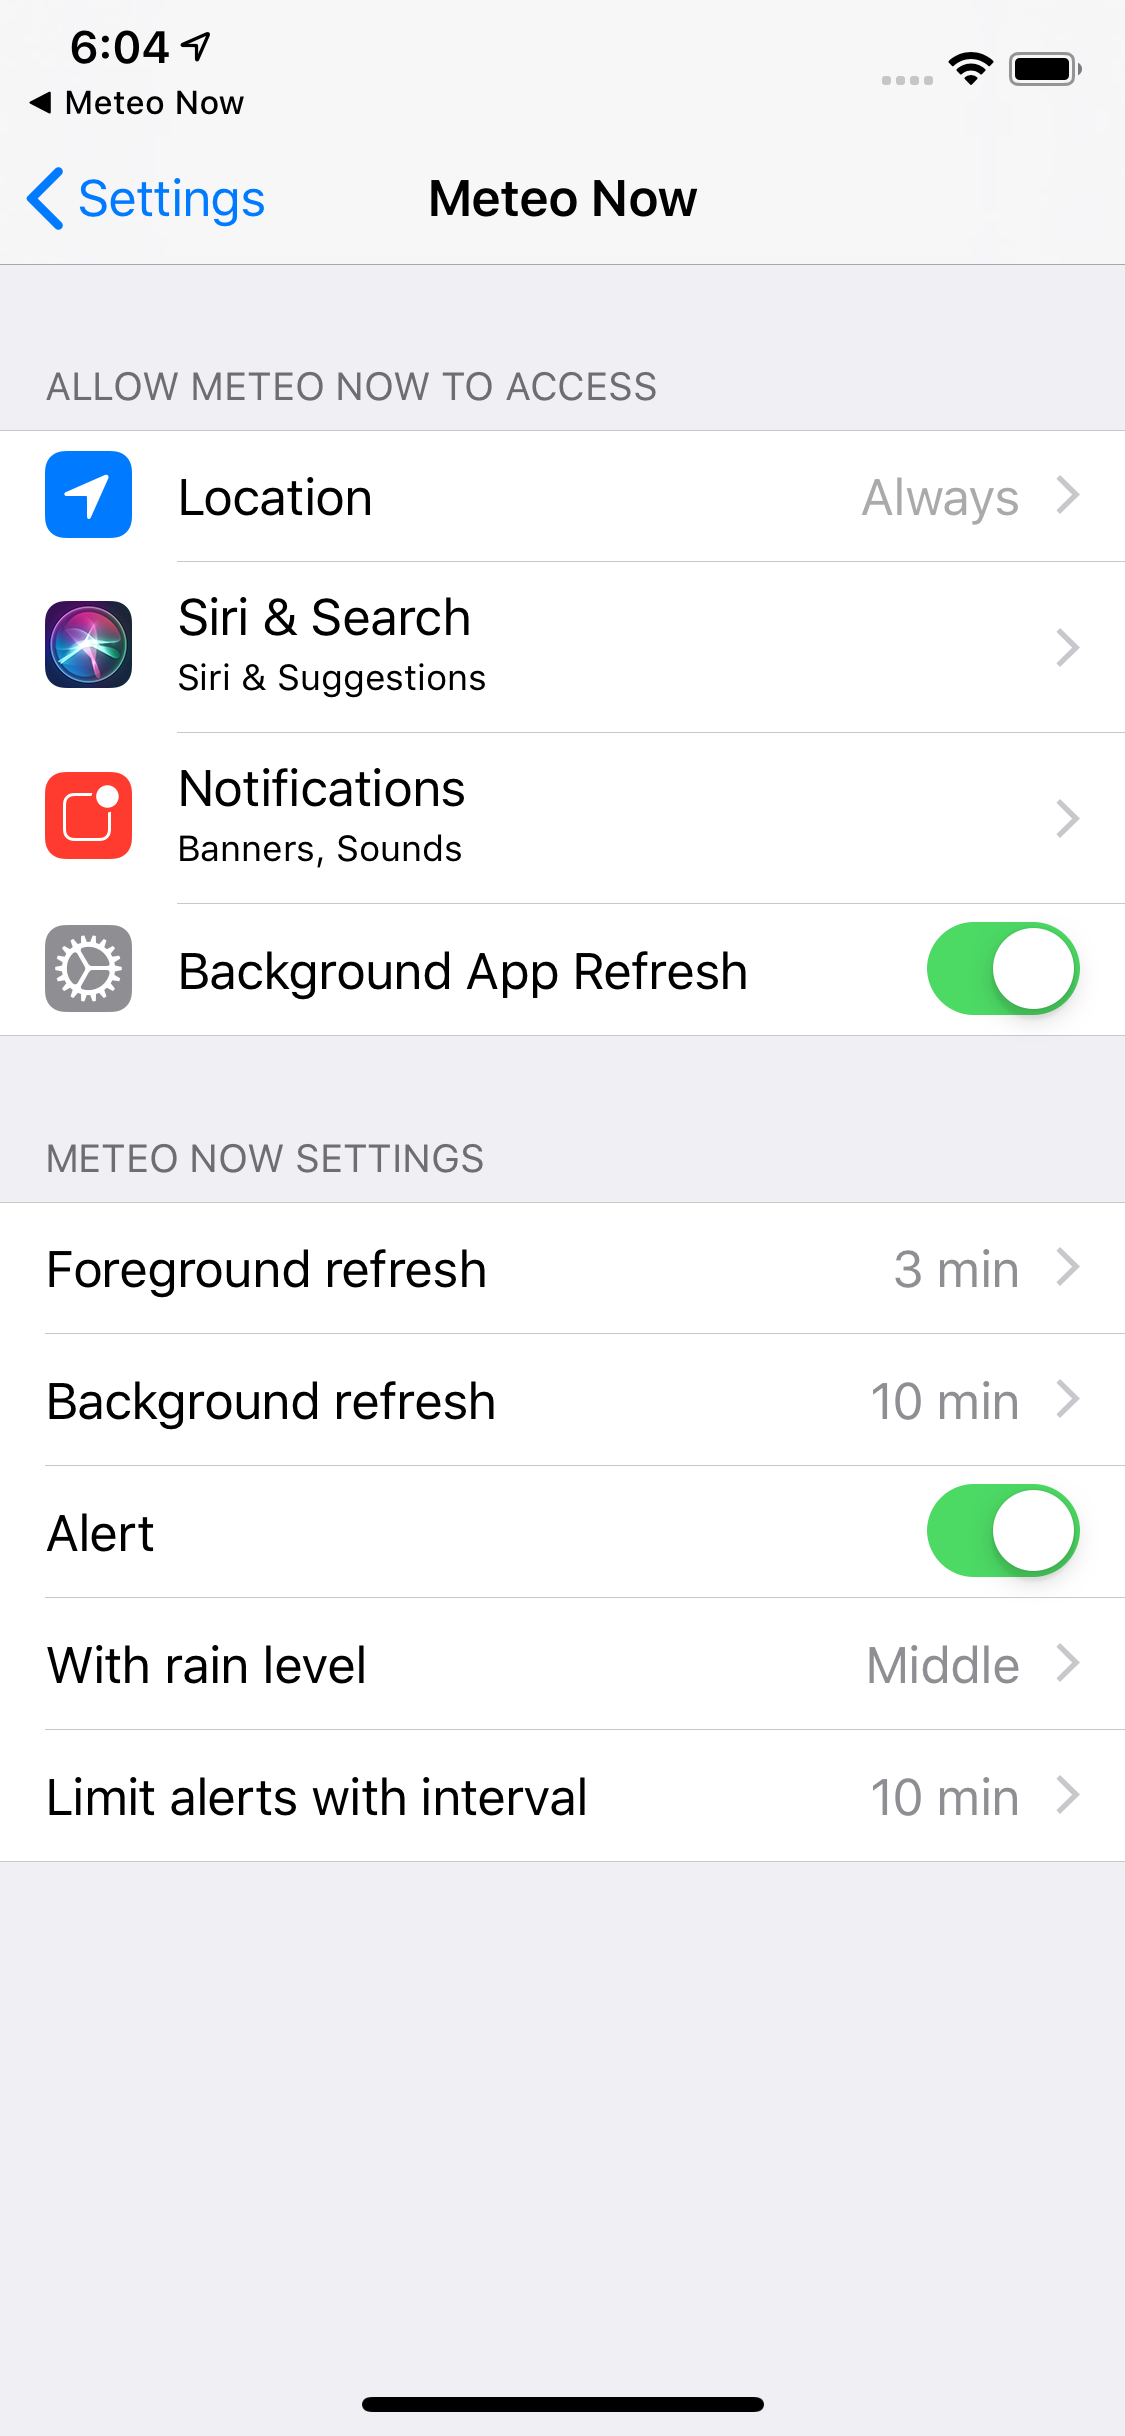 6:04
Meteo Now
Settings
Meteo Now
ALLOW METEO NOW TO ACCESS
Location
Always
Siri & Search
Siri & Suggestions
Notifications
Banners, Sounds
Background App Refresh
METEO NOW SETTINGS
Foreground refresh
3 min
Background refresh
10 min
Alert
With rain level
Middle
Limit alerts with interval
10 min